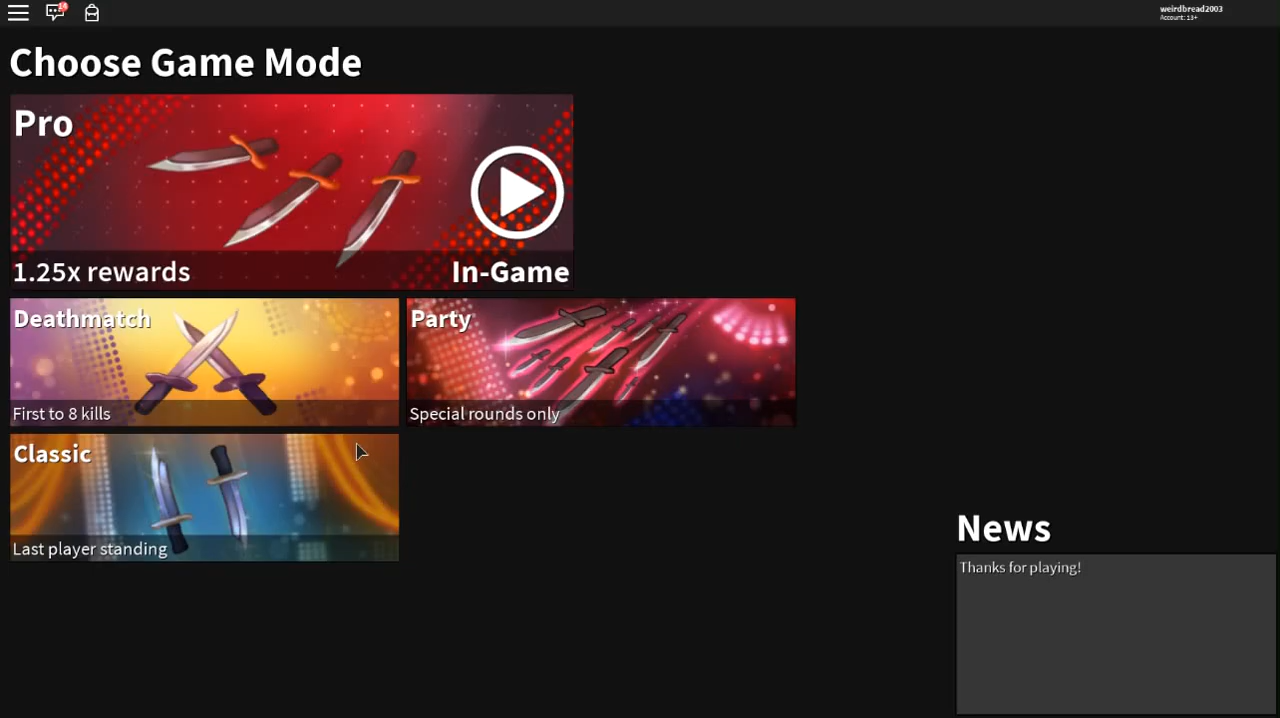 weirdbread2003
Account: 13+
Choose Game Mode
Pro
1.25x rewards
In-Game
Deathmatch
First to 8 kills
Party
Special rounds only
Classic
Last player standing
News
Thanks for playing!